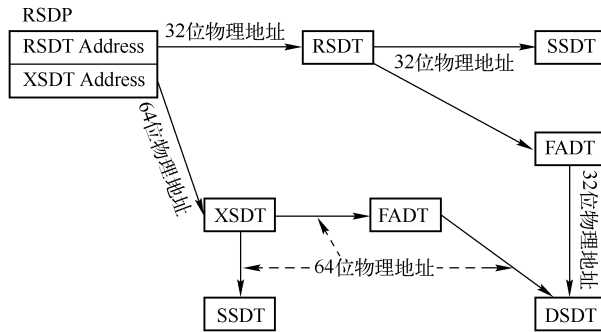 RSDP
RSDT Address
XSDT Address
32位物理地址
RSDT
32位物理地址
SSDT
64位物理地址
FADT
32位物理地址
XSDT
FADT
64位物理地址
SSDT
DSDT